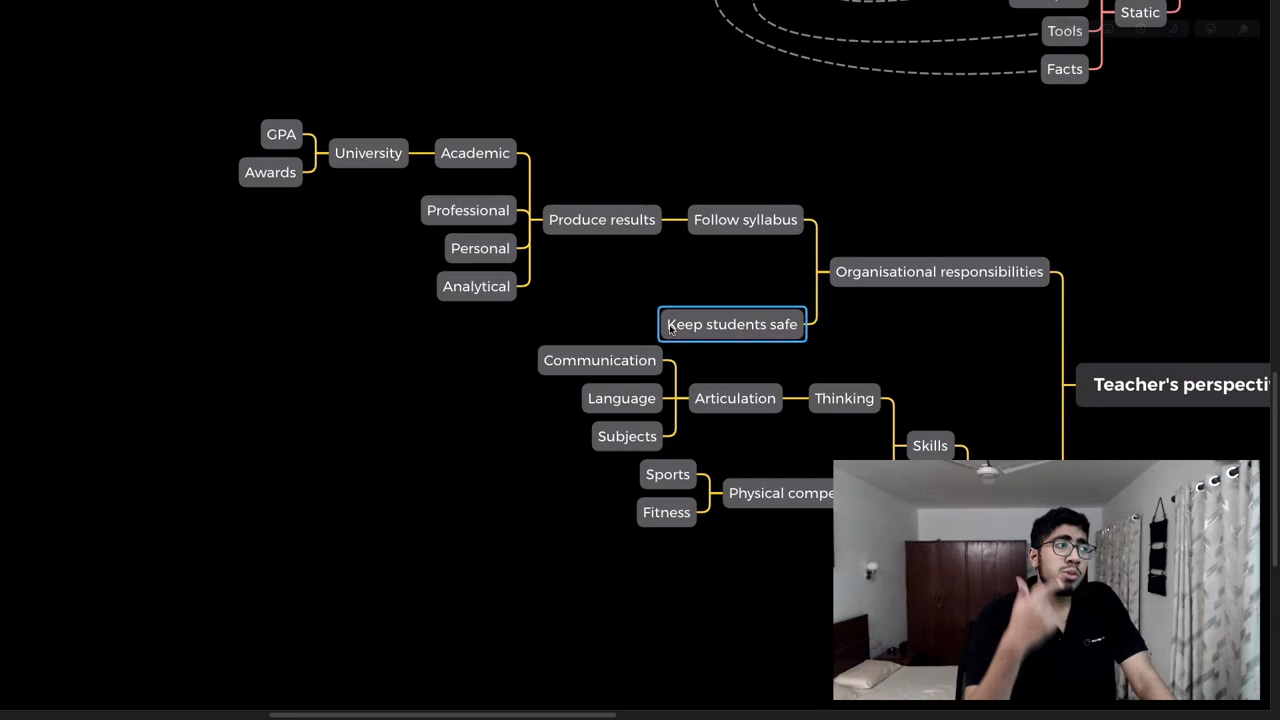 Static
Tools
Facts
GPA
Awards
University
Academic
Professional
Personal
Analytical
Produce results
Follow syllabus
Organisational responsibilities
Keep students safe
Communication
Language
Subjects
Articulation
Thinking
Teacher's perspecti
Skills
Sports
Fitness
Physical compe